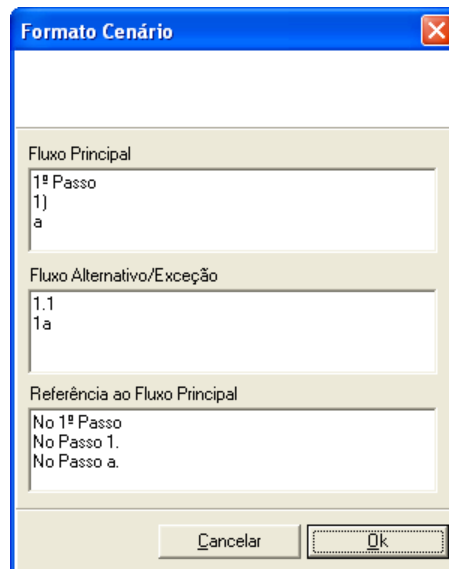 Formato Cenário
Fluxo Principal
1º Passo
1)
a
Fluxo Alternativo/Exceção
1.1
1a
Referência ao Fluxo Principal
No 1º Passo
No Passo 1.
No Passo a.
Cancelar
Ok